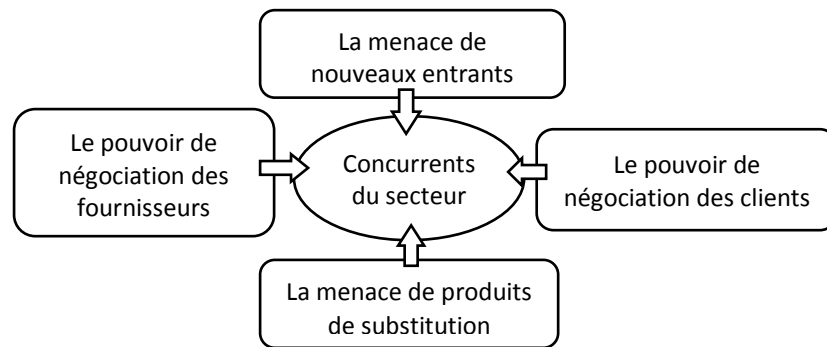 La menace de
nouveaux entrants
Le pouvoir de
négociation des
fournisseurs
Concurrents
du secteur
Le pouvoir de
négociation des clients
La menace de produits
de substitution